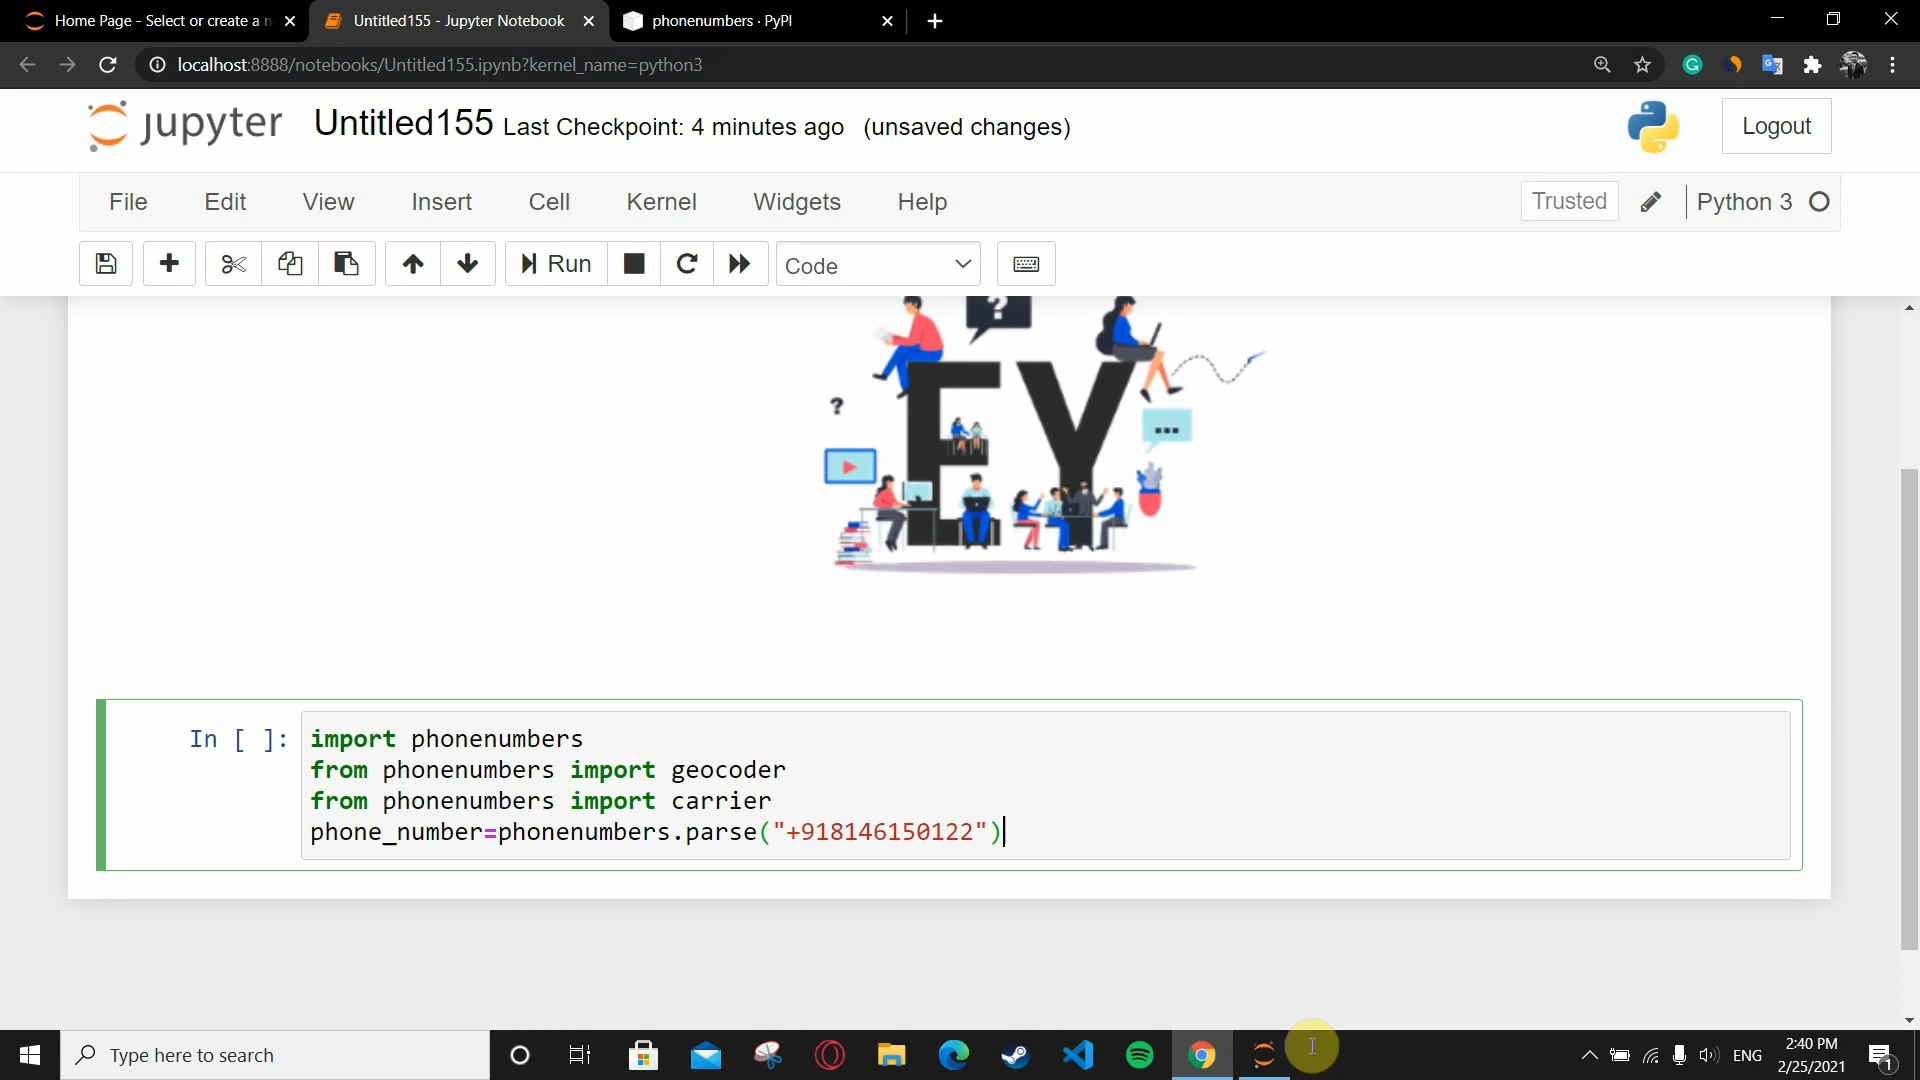 Home Page - Select or create a n
Untitled155 - Jupyter Notebook
phonenumbers · PyPI
localhost:8888/notebooks/Untitled155.ipynb?kernel_name=python3
jupyter Untitled155 Last Checkpoint: 4 minutes ago (unsaved changes)
Logout
File Edit View Insert Cell Kernel Widgets Help
Trusted Python 3
Run Code
?
EY
?
...
In [ ]:
import phonenumbers
from phonenumbers import geocoder
from phonenumbers import carrier
phone_number=phonenumbers.parse("+918146150122")
Type here to search
ENG
2:40 PM
2/25/2021
1